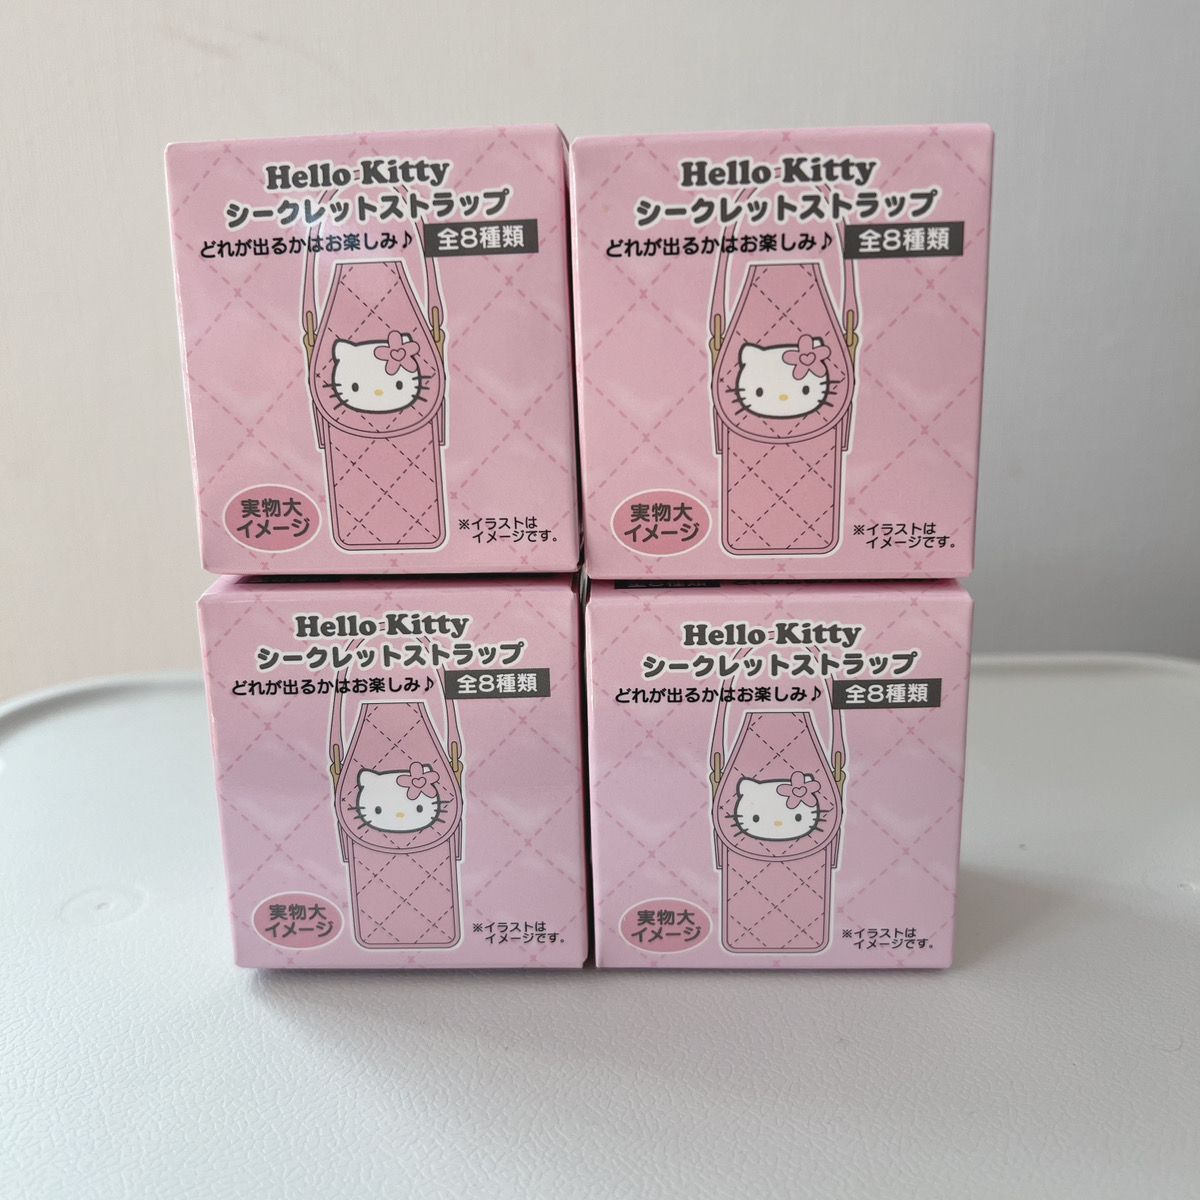 Hello Kitty
シークレットストラップ
どれが出るかはお楽しみ♪ 全8種類
実物大
イメージ
※イラストは
イメージです。
Hello Kitty
シークレットストラップ
どれが出るかはお楽しみ♪ 全8種類
実物大
イメージ
※イラストは
イメージです。
Hello Kitty
シークレットストラップ
どれが出るかはお楽しみ♪ 全8種類
実物大
イメージ
※イラストは
イメージです。
Hello Kitty
シークレットストラップ
どれが出るかはお楽しみ♪ 全8種類
実物大
イメージ
※イラストは
イメージです。